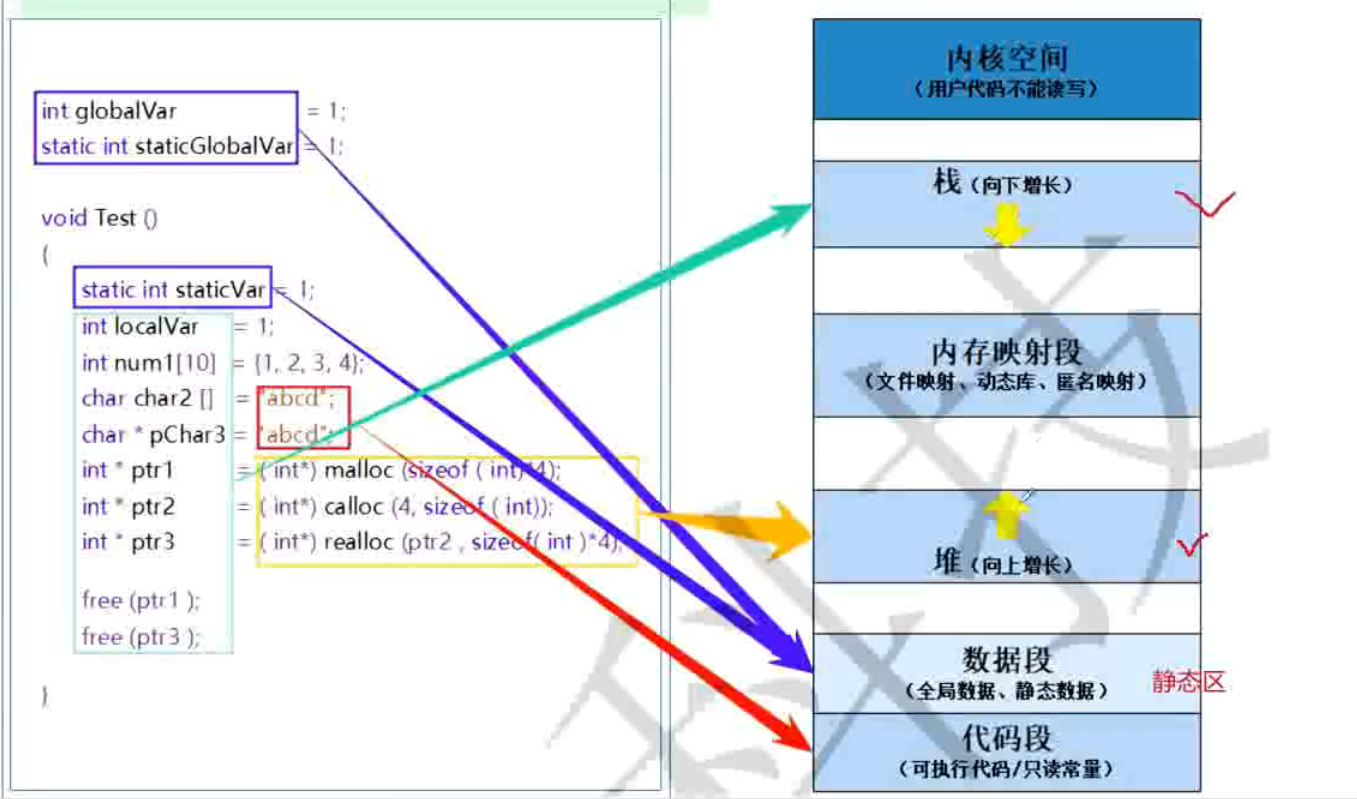 int globalVar = 1;
static int staticGlobalVar = 1;
void Test ()
{
static int staticVar = 1;
int localVar = 1;
int num1[10] = {1, 2, 3, 4};
char char2 [] = "abcd";
char * pChar3 = "abcd";
int * ptr1 = ( int*) malloc (sizeof ( int)*4);
int * ptr2 = ( int*) calloc (4, sizeof ( int));
int * ptr3 = ( int*) realloc (ptr2 , sizeof( int )*4);
free (ptr1 );
free (ptr3 );
}
内核空间
（用户代码不能读写）
栈（向下增长）
内存映射段
（文件映射、动态库、匿名映射）
堆（向上增长）
数据段
（全局数据、静态数据）
静态区
代码段
（可执行代码/只读常量）